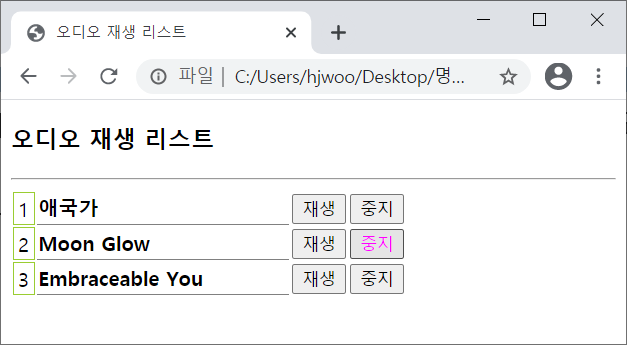 오디오 재생 리스트
파일 | C:/Users/hjwoo/Desktop/명...
오디오 재생 리스트
1 애국가 재생 중지
2 Moon Glow 재생 중지
3 Embraceable You 재생 중지